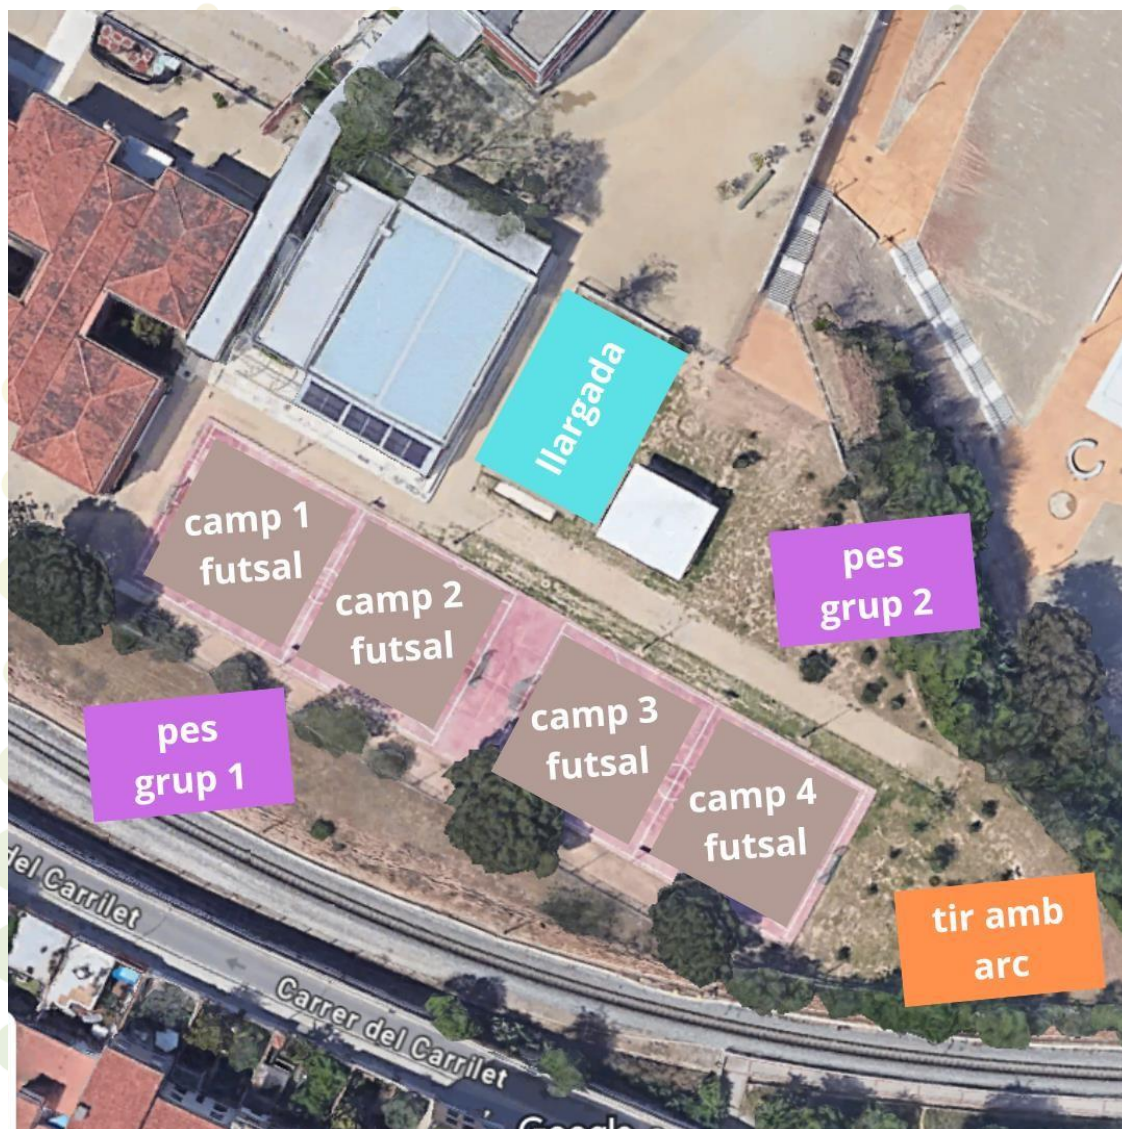 llargada
camp 1
futsal
camp 2
futsal
pes
grup 2
camp 3
futsal
pes
grup 1
camp 4
futsal
del Carrilet
tir amb
arc
Carrer del Carrilet
Google